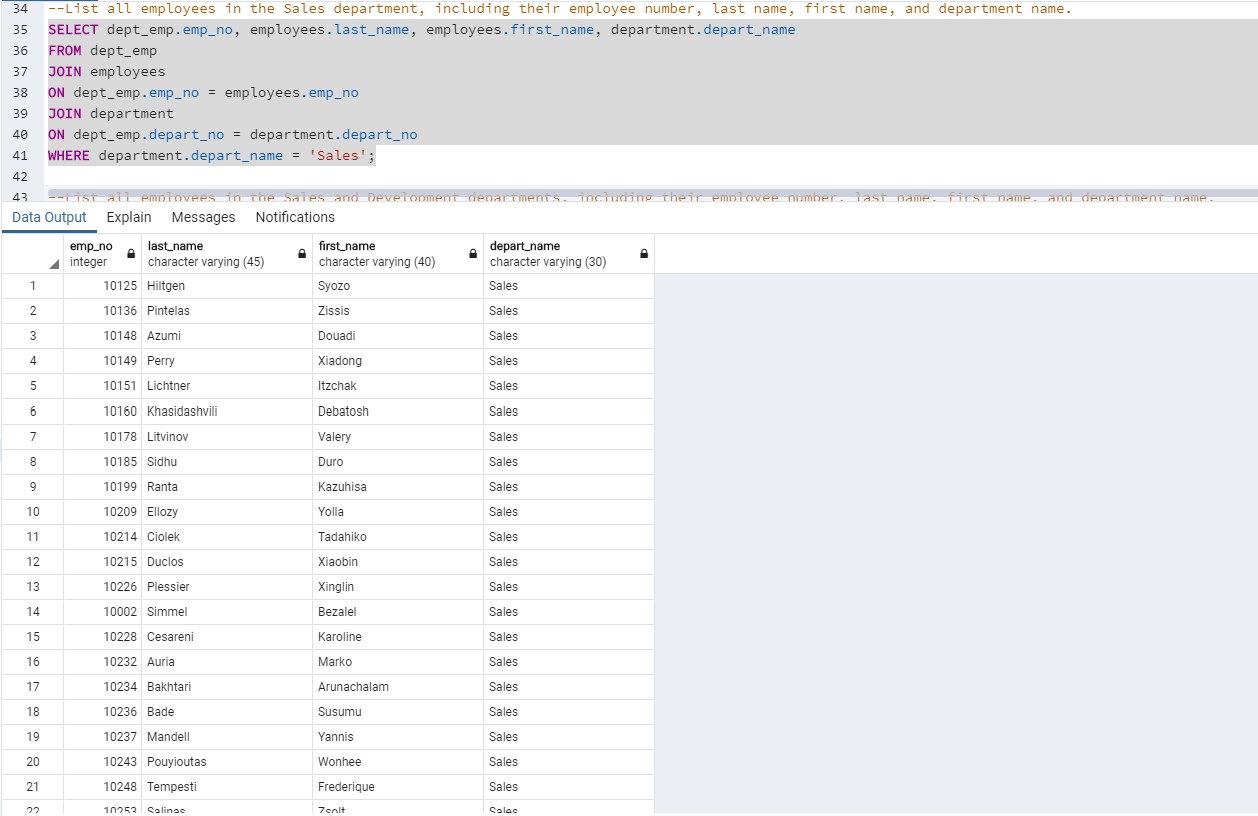 34 --List all employees in the Sales department, including their employee number, last name, first name, and department name.
35 SELECT dept_emp.emp_no, employees.last_name, employees.first_name, department.depart_name
36 FROM dept_emp
37 JOIN employees
38 ON dept_emp.emp_no = employees.emp_no
39 JOIN department
40 ON dept_emp.depart_no = department.depart_no
41 WHERE department.depart_name = 'Sales';
42
43 --List all employees in the Sales and Development departments, including their employee number, last name, first name, and department name.
Data Output Explain Messages Notifications
emp_no last_name first_name depart_name
integer character varying (45) character varying (40) character varying (30)
1 10125 Hiltgen Syozo Sales
2 10136 Pintelas Zissis Sales
3 10148 Azumi Douadi Sales
4 10149 Perry Xiadong Sales
5 10151 Lichtner Itzchak Sales
6 10160 Khasidashvili Debatosh Sales
7 10178 Litvinov Valery Sales
8 10185 Sidhu Duro Sales
9 10199 Ranta Kazuhisa Sales
10 10209 Ellozy Yolla Sales
11 10214 Ciolek Tadahiko Sales
12 10215 Duclos Xiaobin Sales
13 10226 Plessier Xinglin Sales
14 10002 Simmel Bezalel Sales
15 10228 Cesareni Karoline Sales
16 10232 Auria Marko Sales
17 10234 Bakhtari Arunachalam Sales
18 10236 Bade Susumu Sales
19 10237 Mandell Yannis Sales
20 10243 Pouyioutas Wonhee Sales
21 10248 Tempesti Frederique Sales
22 10253 Salinas Zsolt Sales